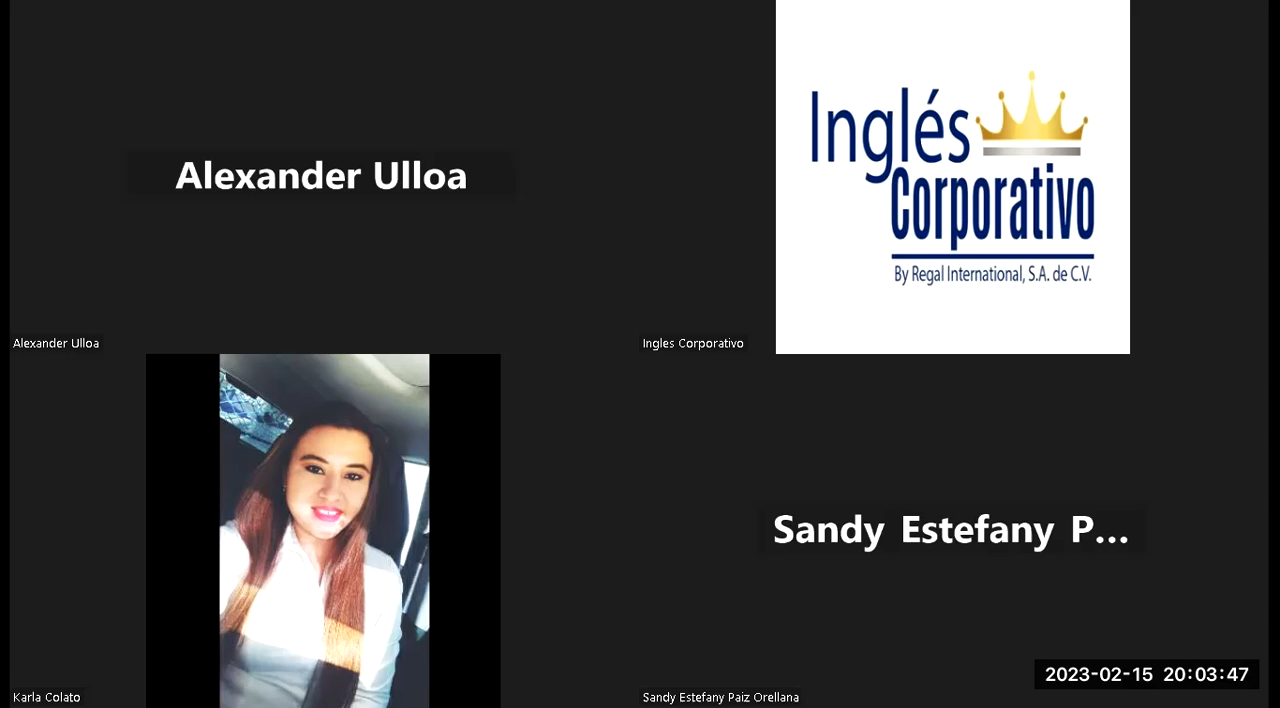 Alexander Ulloa
Alexander Ulloa
Inglés
Corporativo
By Regal International, S.A. de C.V.
Ingles Corporativo
Karla Colato
Sandy Estefany P...
Sandy Estefany Paiz Orellana
2023-02-15 20:03:47